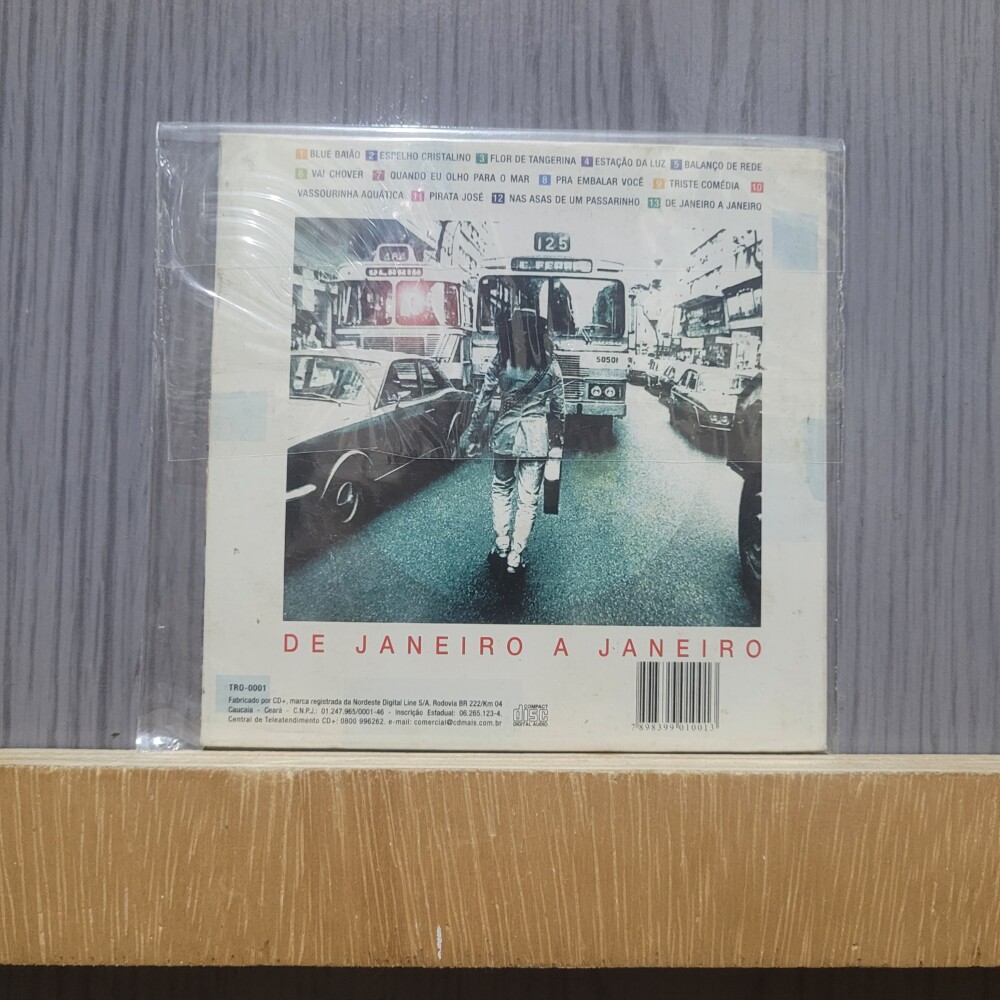 1 BLUE BAIÃO 2 ESPELHO CRISTALINO 3 FLOR DE TANGERINA 4 ESTAÇÃO DA LUZ 5 BALANÇO DE REDE
6 VAI CHOVER 7 QUANDO EU OLHO PARA O MAR 8 PRA EMBALAR VOCÊ 9 TRISTE COMÉDIA 10
VASSOURINHA AQUÁTICA 11 PIRATA JOSÉ 12 NAS ASAS DE UM PASSARINHO 13 DE JANEIRO A JANEIRO
125
50501
DE JANEIRO A JANEIRO
TRO-0001
Fabricado por CD+, marca registrada da Nordeste Digital Line S/A. Rodovia BR 222/Km 04
Caucaia - Ceará - C.N.P.J.: 01.247.965/0001-46 - Inscrição Estadual: 06.265.123-4.
Central de Teleatendimento CD+: 0800 996262. e-mail: comercial@cdmais.com.br
COMPACT
disc
DIGITAL AUDIO
7 898399 010013